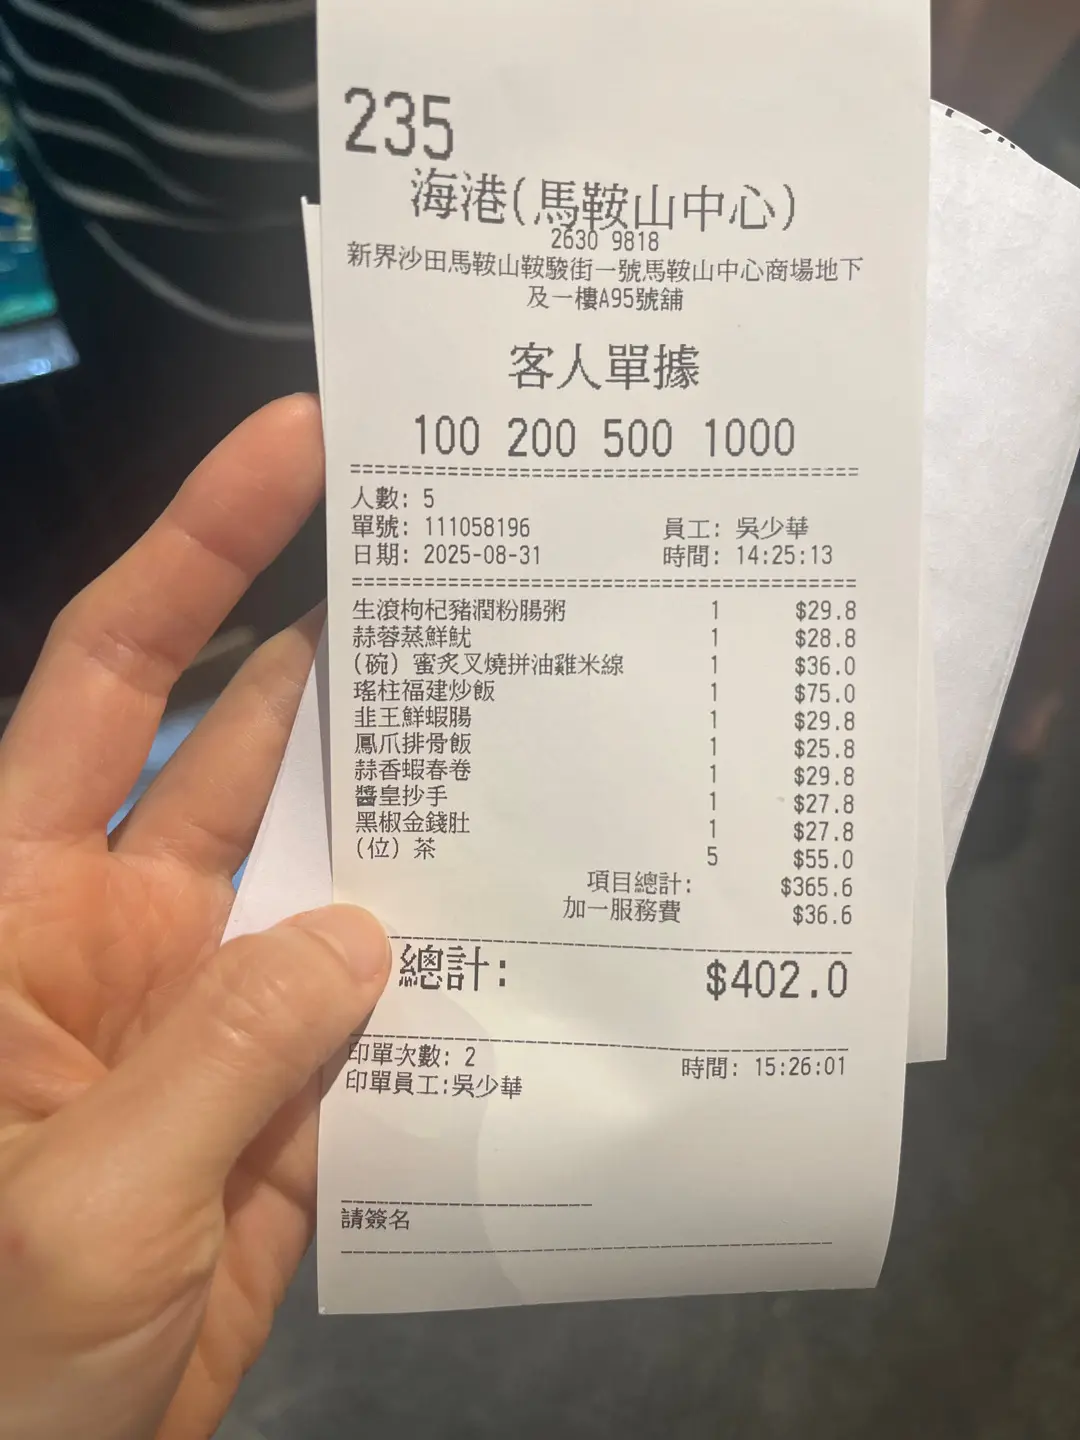 235
海港(馬鞍山中心)
2630 9818
新界沙田馬鞍山鞍駿街一號馬鞍山中心商場地下
及一樓A95號舖
客人單據
100 200 500 1000
人數: 5
單號: 111058196 員工: 吳少華
日期: 2025-08-31 時間: 14:25:13
生滾枸杞豬潤粉腸粥 1 $29.8
蒜蓉蒸鮮魷 1 $28.8
(碗) 蜜炙叉燒拼油雞米線 1 $36.0
瑤柱福建炒飯 1 $75.0
韭王鮮蝦腸 1 $29.8
鳳爪排骨飯 1 $25.8
蒜香蝦春卷 1 $29.8
醬皇抄手 1 $27.8
黑椒金錢肚 1 $27.8
(位) 茶 5 $55.0
項目總計: $365.6
加一服務費 $36.6
總計: $402.0
印單次數: 2 時間: 15:26:01
印單員工:吳少華
請簽名